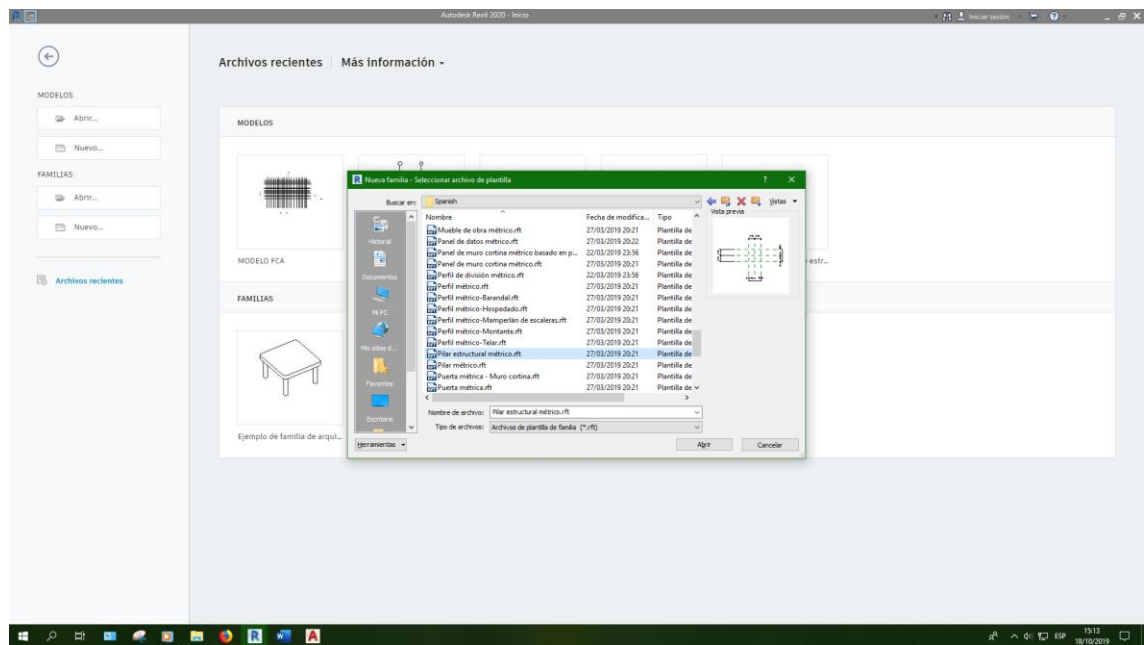 Autodesk Revit 2020 - Inicio
Iniciar sesión
Archivos recientes Más información
MODELOS
Abrir...
Nuevo...
FAMILIAS
Abrir...
Nuevo...
Archivos recientes
MODELOS
MODELO FCA
FAMILIAS
Ejemplo de familia de arqui...
Nueva familia - Seleccionar archivo de plantilla
Buscar en: Spanish
Vistas
Vista previa
Historial
Documentos
Mi PC
Mis sitios d...
Favoritos
Escritorio
Nombre Fecha de modifica... Tipo
Mueble de obra métrico.rft 27/03/2019 20:21 Plantilla de
Panel de datos métrico.rft 27/03/2019 20:22 Plantilla de
Panel de muro cortina métrico basado en p... 22/03/2019 23:56 Plantilla de
Panel de muro cortina métrico.rft 27/03/2019 20:21 Plantilla de
Perfil de división métrico.rft 22/03/2019 23:56 Plantilla de
Perfil métrico.rft 27/03/2019 20:21 Plantilla de
Perfil métrico-Barandal.rft 27/03/2019 20:21 Plantilla de
Perfil métrico-Hospedado.rft 27/03/2019 20:21 Plantilla de
Perfil métrico-Mamperlán de escaleras.rft 27/03/2019 20:21 Plantilla de
Perfil métrico-Montante.rft 27/03/2019 20:21 Plantilla de
Perfil métrico-Telar.rft 27/03/2019 20:21 Plantilla de
Pilar estructural métrico.rft 27/03/2019 20:21 Plantilla de
Pilar métrico.rft 27/03/2019 20:21 Plantilla de
Puerta métrica - Muro cortina.rft 27/03/2019 20:21 Plantilla de
Puerta métrica.rft 27/03/2019 20:21 Plantilla de
Nombre de archivo: Pilar estructural métrico.rft
Tipo de archivos: Archivos de plantilla de familia (*.rft)
Herramientas
Abrir
Cancelar
estr...
ESP
15:13
18/10/2019